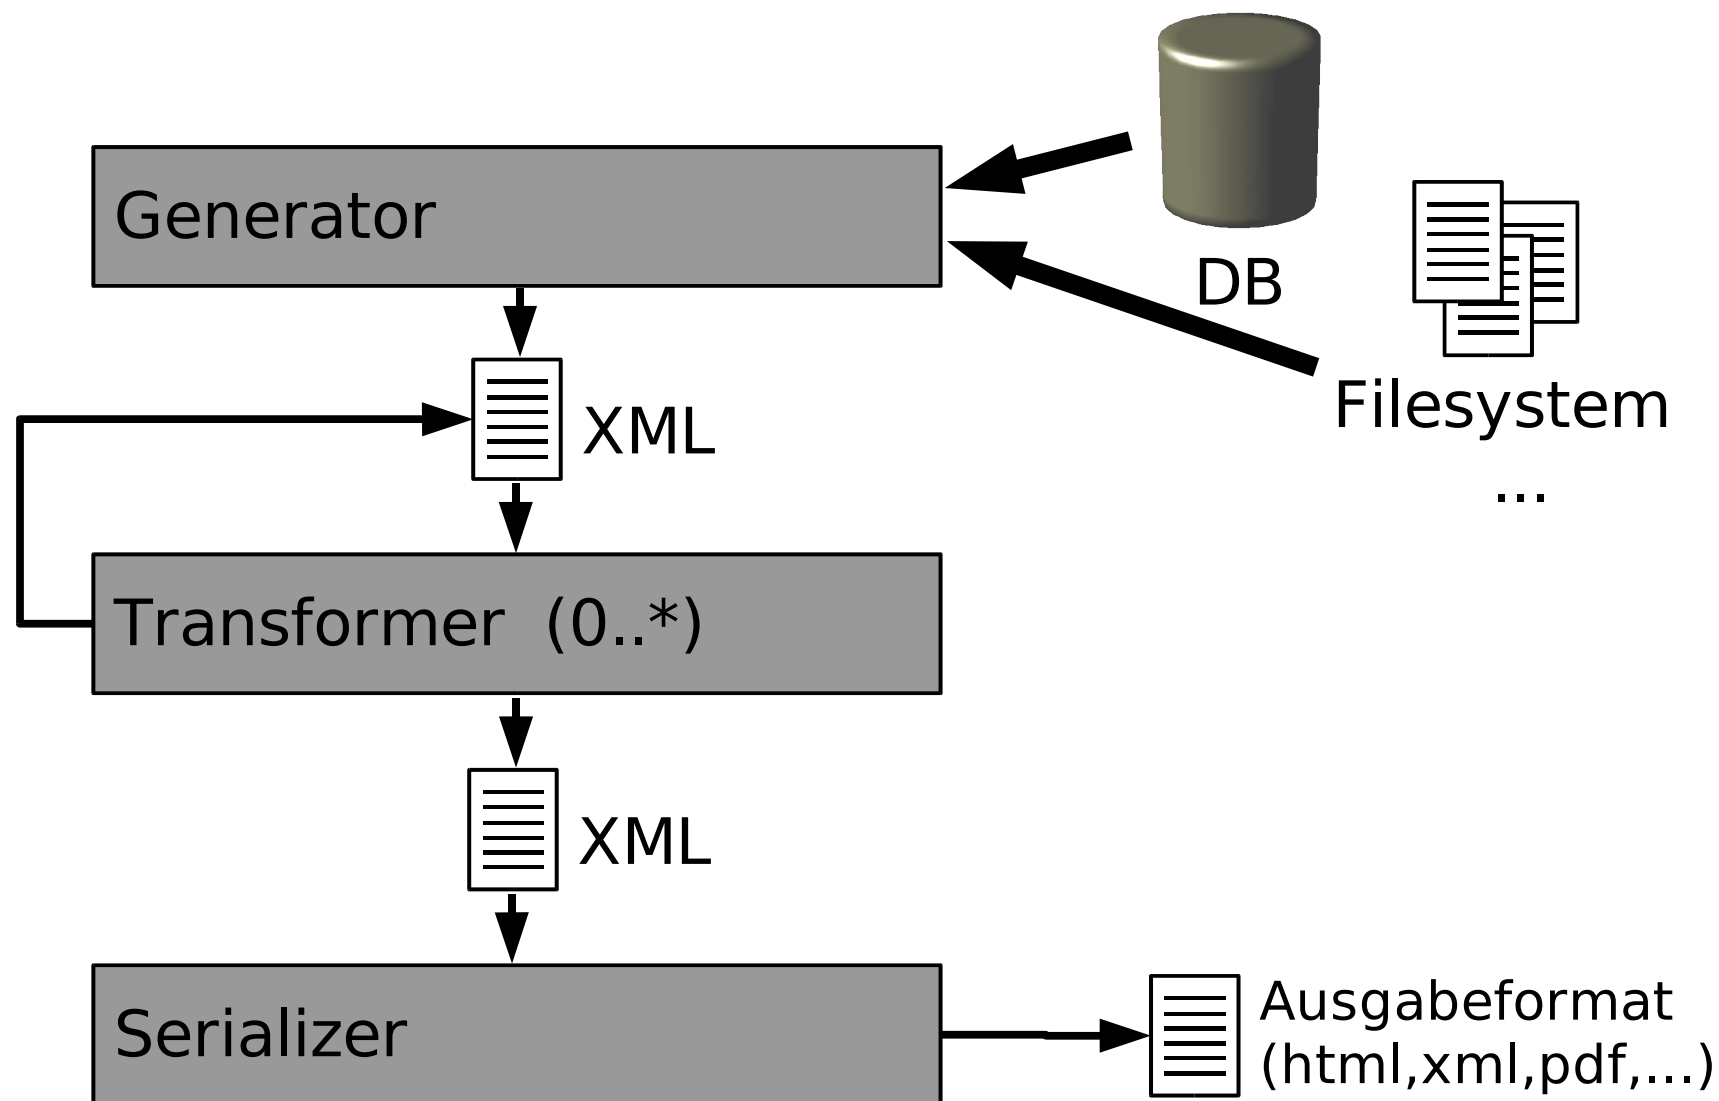 Generator
DB
Filesystem
...
XML
Transformer (0..*)
XML
Serializer
Ausgabeformat
(html,xml,pdf,...)